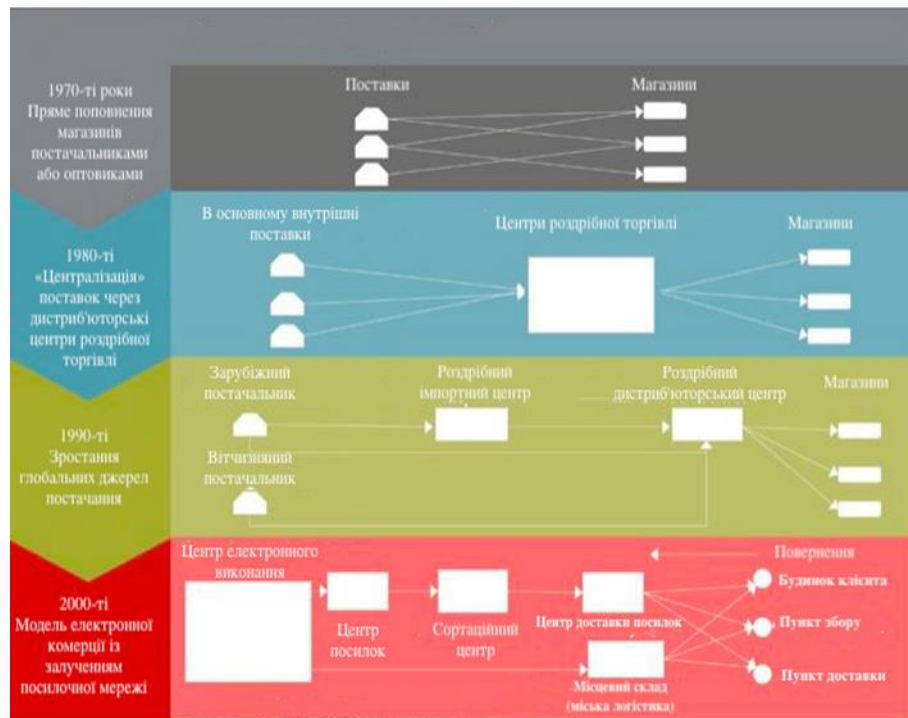 1970-ті роки
Пряме поповнення
магазинів
постачальниками
або оптовиками
Поставки
Магазини
1980-ті
«Централізація»
поставок через
дистриб'юторські
центри роздрібної
торгівлі
В основному внутрішні
поставки
Центри роздрібної торгівлі
Магазини
1990-ті
Зростання
глобальних джерел
постачання
Зарубіжний
постачальник
Роздрібний
імпортний центр
Роздрібний
дистриб'юторський центр
Магазини
Вітчизняний
постачальник
2000-ті
Модель електронної
комерції із
залученням
посилочної мережі
Центр електронного
виконання
Центр
посилок
Сортаційний
центр
Центр доставки посилок
Місцевий склад
(міська логістика)
Повернення
Будинок клієнта
Пункт збору
Пункт доставки